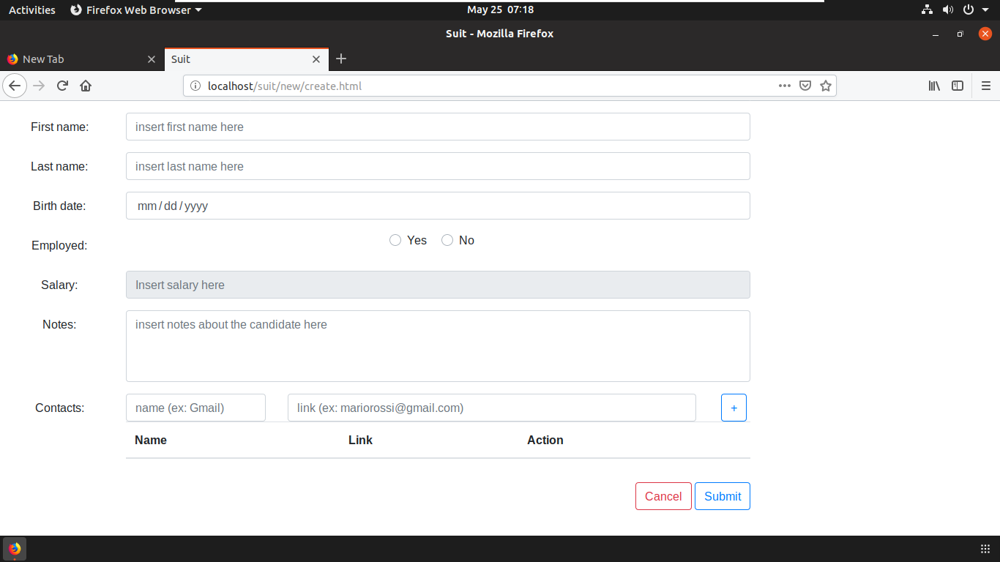 Activities Firefox Web Browser May 25 07:18
Suit - Mozilla Firefox
New Tab Suit
localhost/suit/new/create.html
First name: insert first name here
Last name: insert last name here
Birth date: mm / dd / yyyy
Employed: Yes No
Salary: Insert salary here
Notes: insert notes about the candidate here
Contacts: name (ex: Gmail) link (ex: mariorossi@gmail.com) +
Name Link Action
Cancel Submit